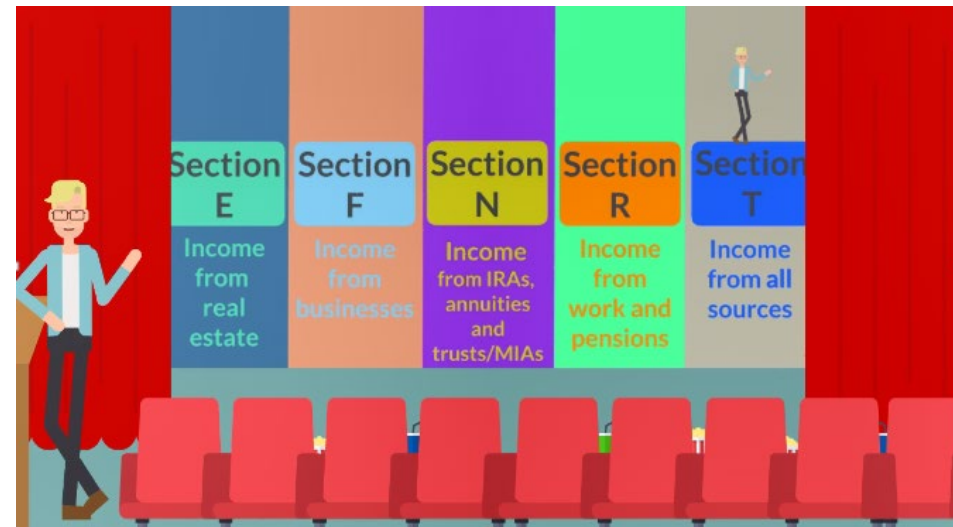 Section
E
Income
from
real
estate
Section
F
Income
from
businesses
Section
N
Income
from IRAs,
annuities
and
trusts/MIAs
Section
R
Income
from
work and
pensions
Section
T
Income
from all
sources